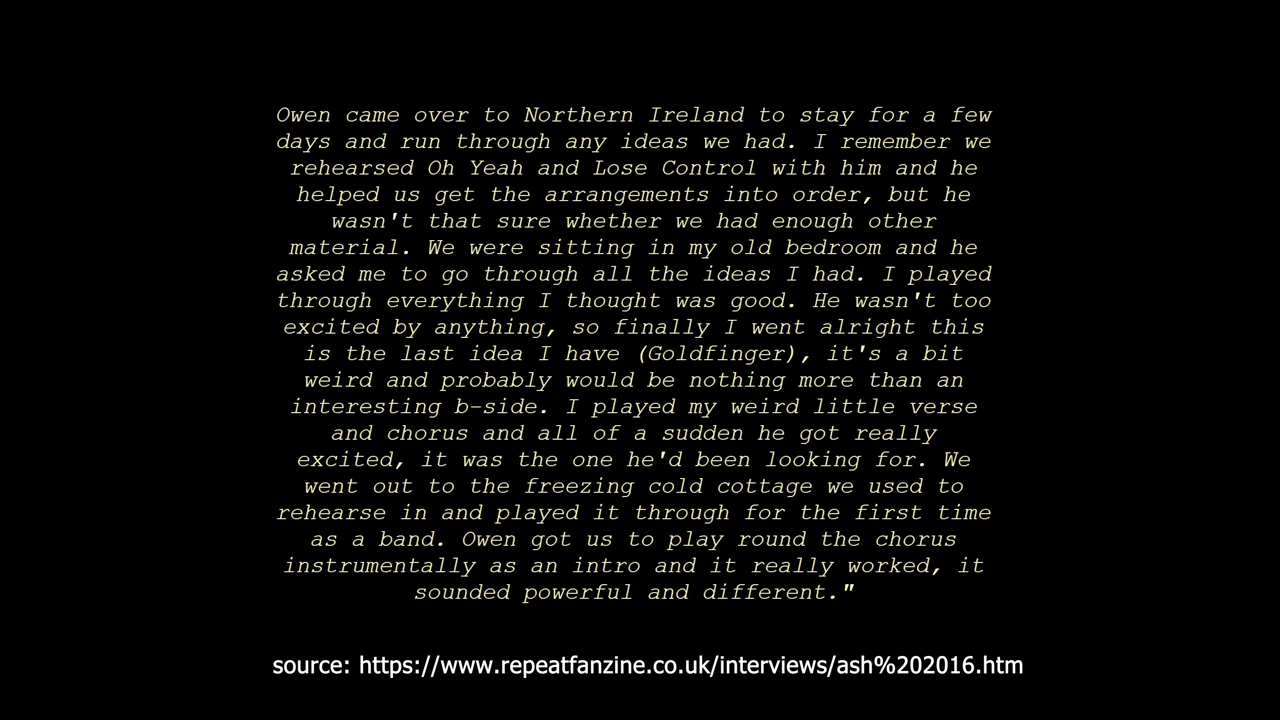 Owen came over to Northern Ireland to stay for a few
days and run through any ideas we had. I remember we
rehearsed Oh Yeah and Lose Control with him and he
helped us get the arrangements into order, but he
wasn't that sure whether we had enough other
material. We were sitting in my old bedroom and he
asked me to go through all the ideas I had. I played
through everything I thought was good. He wasn't too
excited by anything, so finally I went alright this
is the last idea I have (Goldfinger), it's a bit
weird and probably would be nothing more than an
interesting b-side. I played my weird little verse
and chorus and all of a sudden he got really
excited, it was the one he'd been looking for. We
went out to the freezing cold cottage we used to
rehearse in and played it through for the first time
as a band. Owen got us to play round the chorus
instrumentally as an intro and it really worked, it
sounded powerful and different."
source: https://www.repeatfanzine.co.uk/interviews/ash%202016.htm